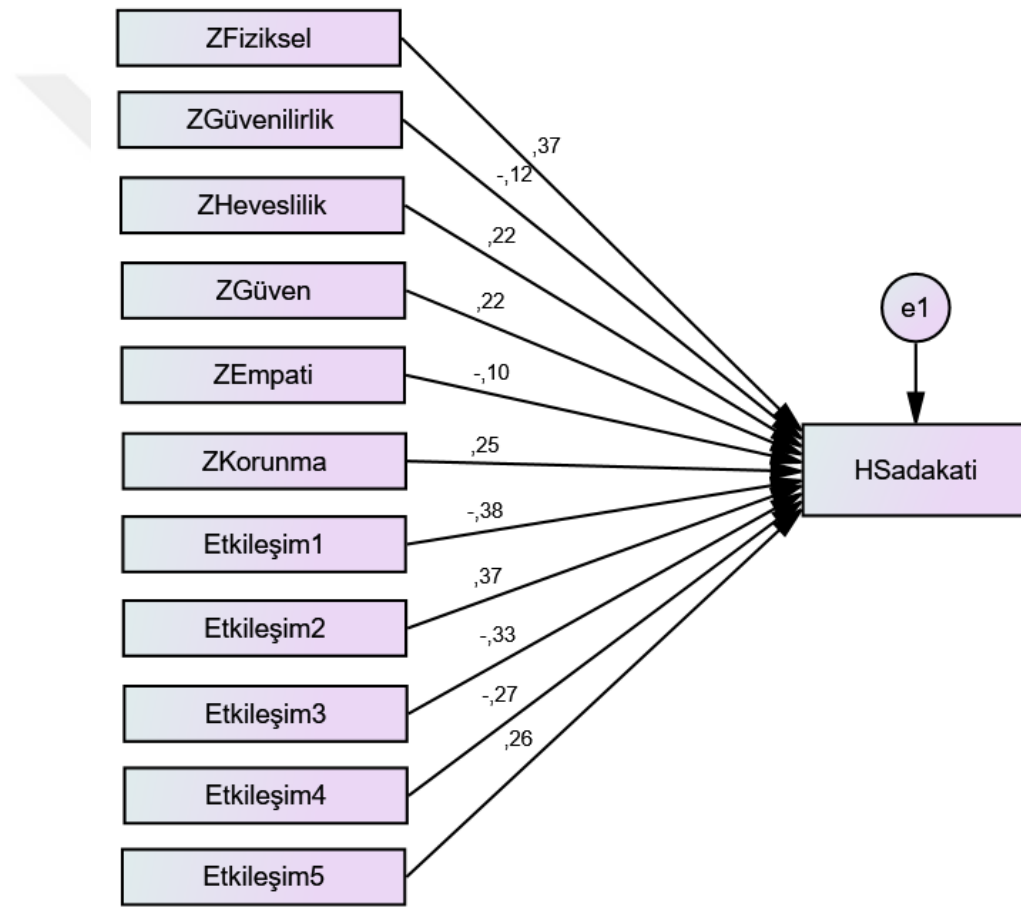 ZFiziksel
ZGüvenilirlik
ZHeveslilik
ZGüven
ZEmpati
ZKorunma
Etkileşim1
Etkileşim2
Etkileşim3
Etkileşim4
Etkileşim5
,37
-,12
,22
,22
-,10
,25
-,38
,37
-,33
-,27
,26
e1
HSadakati